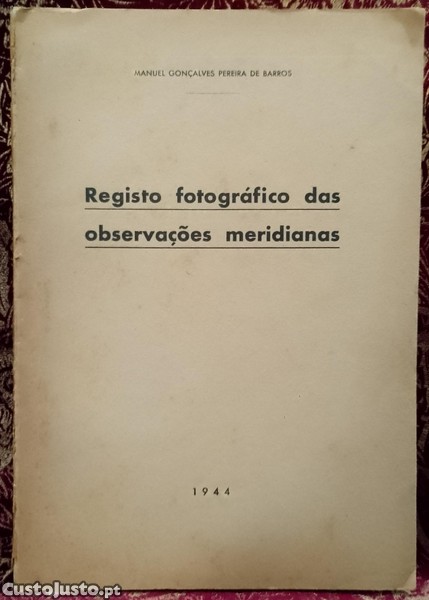 MANUEL GONÇALVES PEREIRA DE BARROS
Registo fotográfico das
observações meridianas
1944
CustoJusto.pt